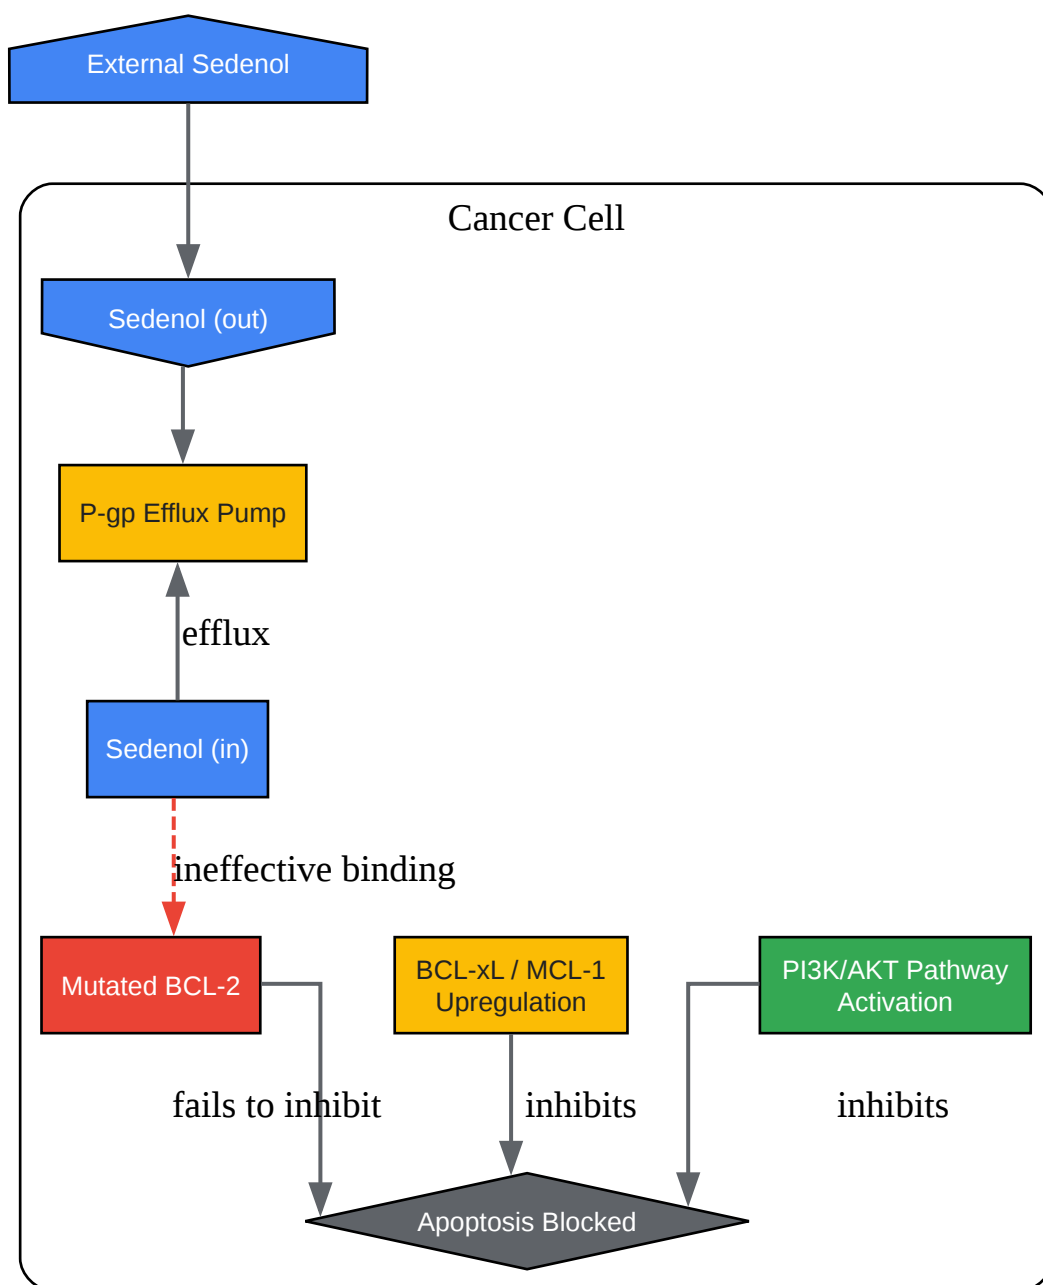 External Sedenol
Cancer Cell
Sedenol (out)
P-gp Efflux Pump
efflux
Sedenol (in)
ineffective binding
Mutated BCL-2
BCL-xL / MCL-1
Upregulation
PI3K/AKT Pathway
Activation
fails to inhibit
inhibits
inhibits
Apoptosis Blocked